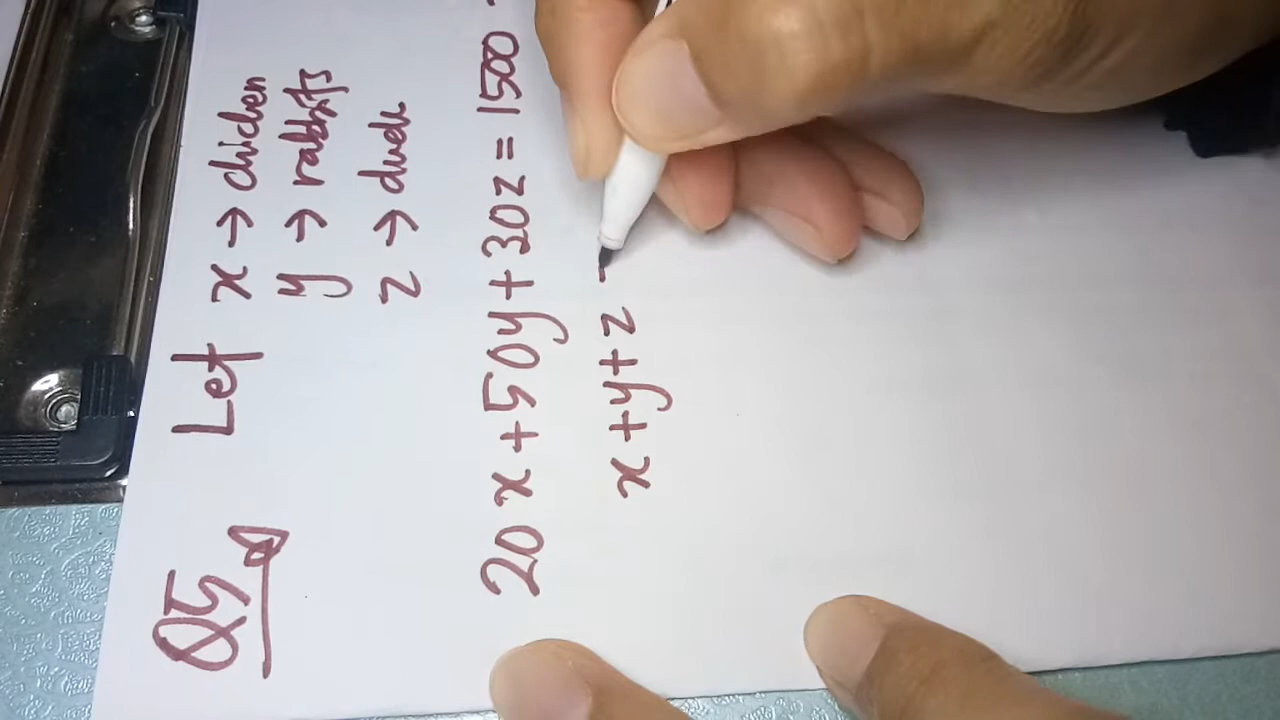 Q5 Let x → chicken
y → rabbits
z → duck
20x + 50y + 30z = 1500 -
x + y + z -